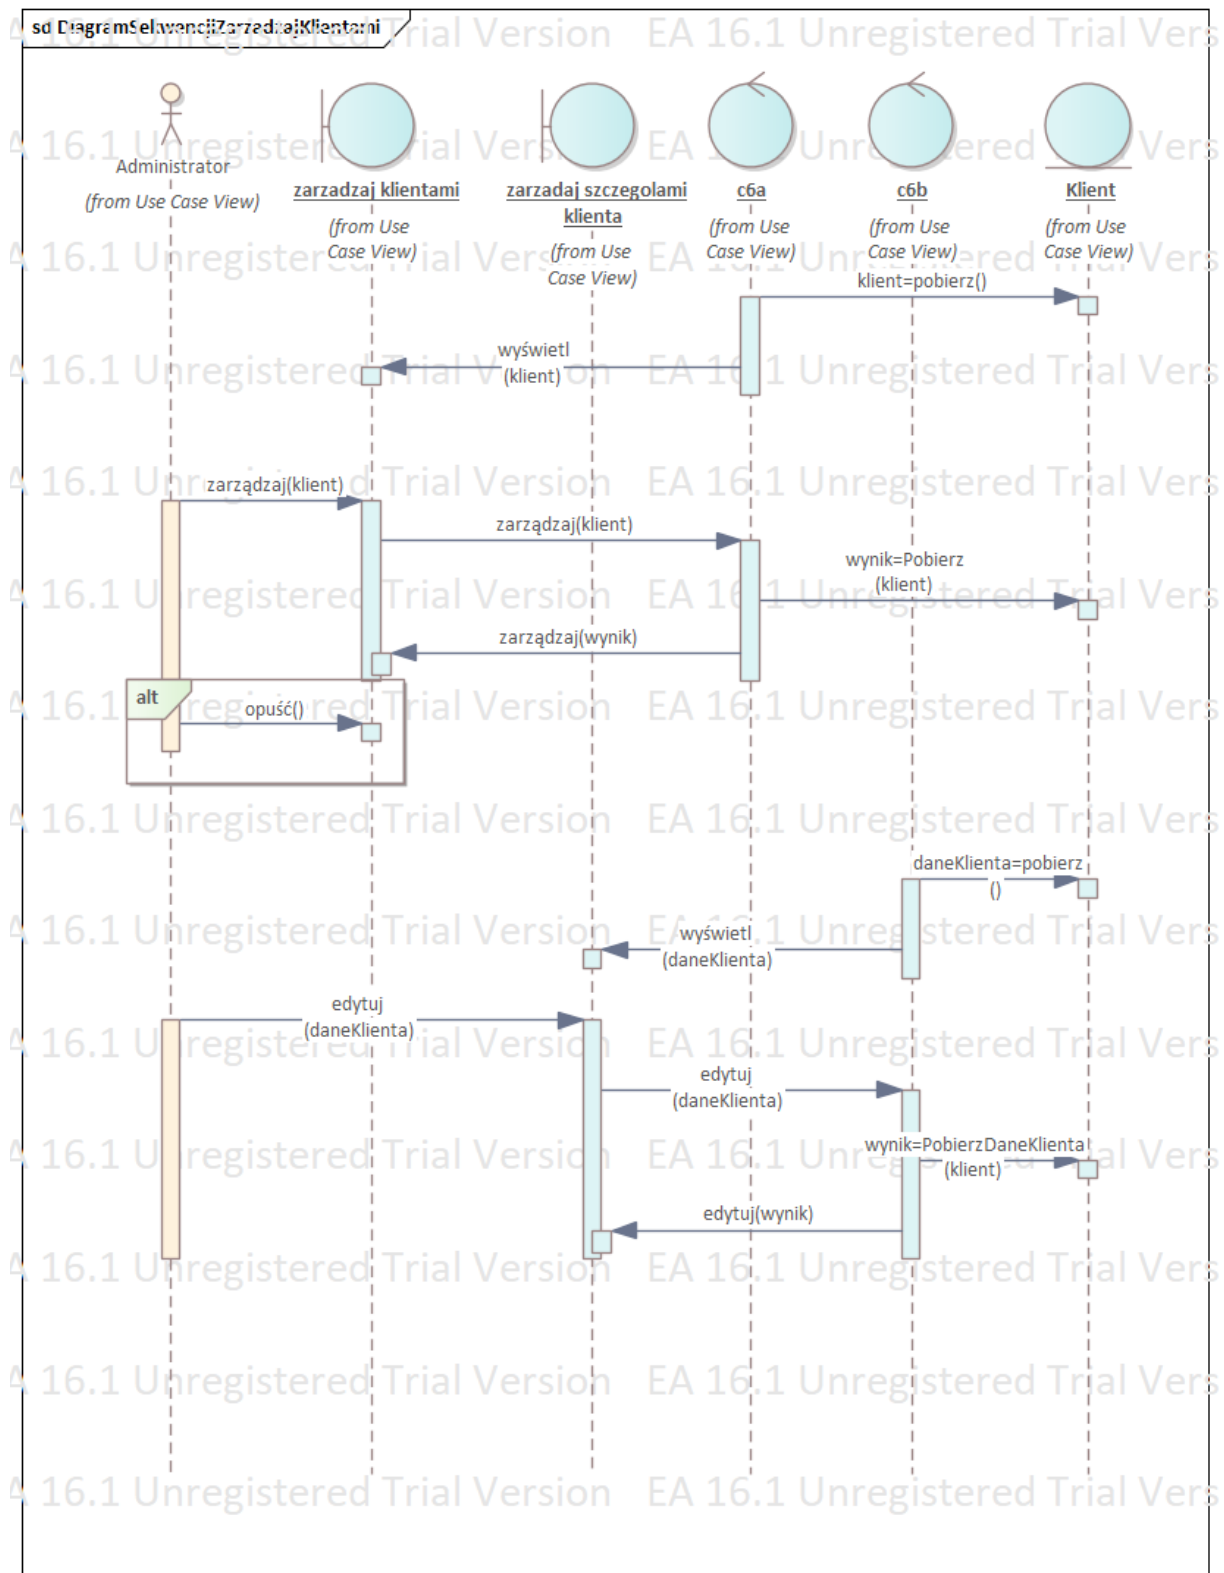 sd DiagramSekwencjiZarzadzajKlientami
EA 16.1 Unregistered Trial Version
Administrator
(from Use Case View)
zarzadzaj klientami
(from Use
Case View)
zarzadaj szczegolami
klienta
(from Use
Case View)
c6a
(from Use
Case View)
c6b
(from Use
Case View)
Klient
(from Use
Case View)
klient=pobierz()
wyświetl
(klient)
zarządzaj(klient)
zarządzaj(klient)
wynik=Pobierz
(klient)
zarządzaj(wynik)
alt
opuść()
daneKlienta=pobierz
()
wyświetl
(daneKlienta)
edytuj
(daneKlienta)
edytuj
(daneKlienta)
wynik=PobierzDaneKlienta
(klient)
edytuj(wynik)